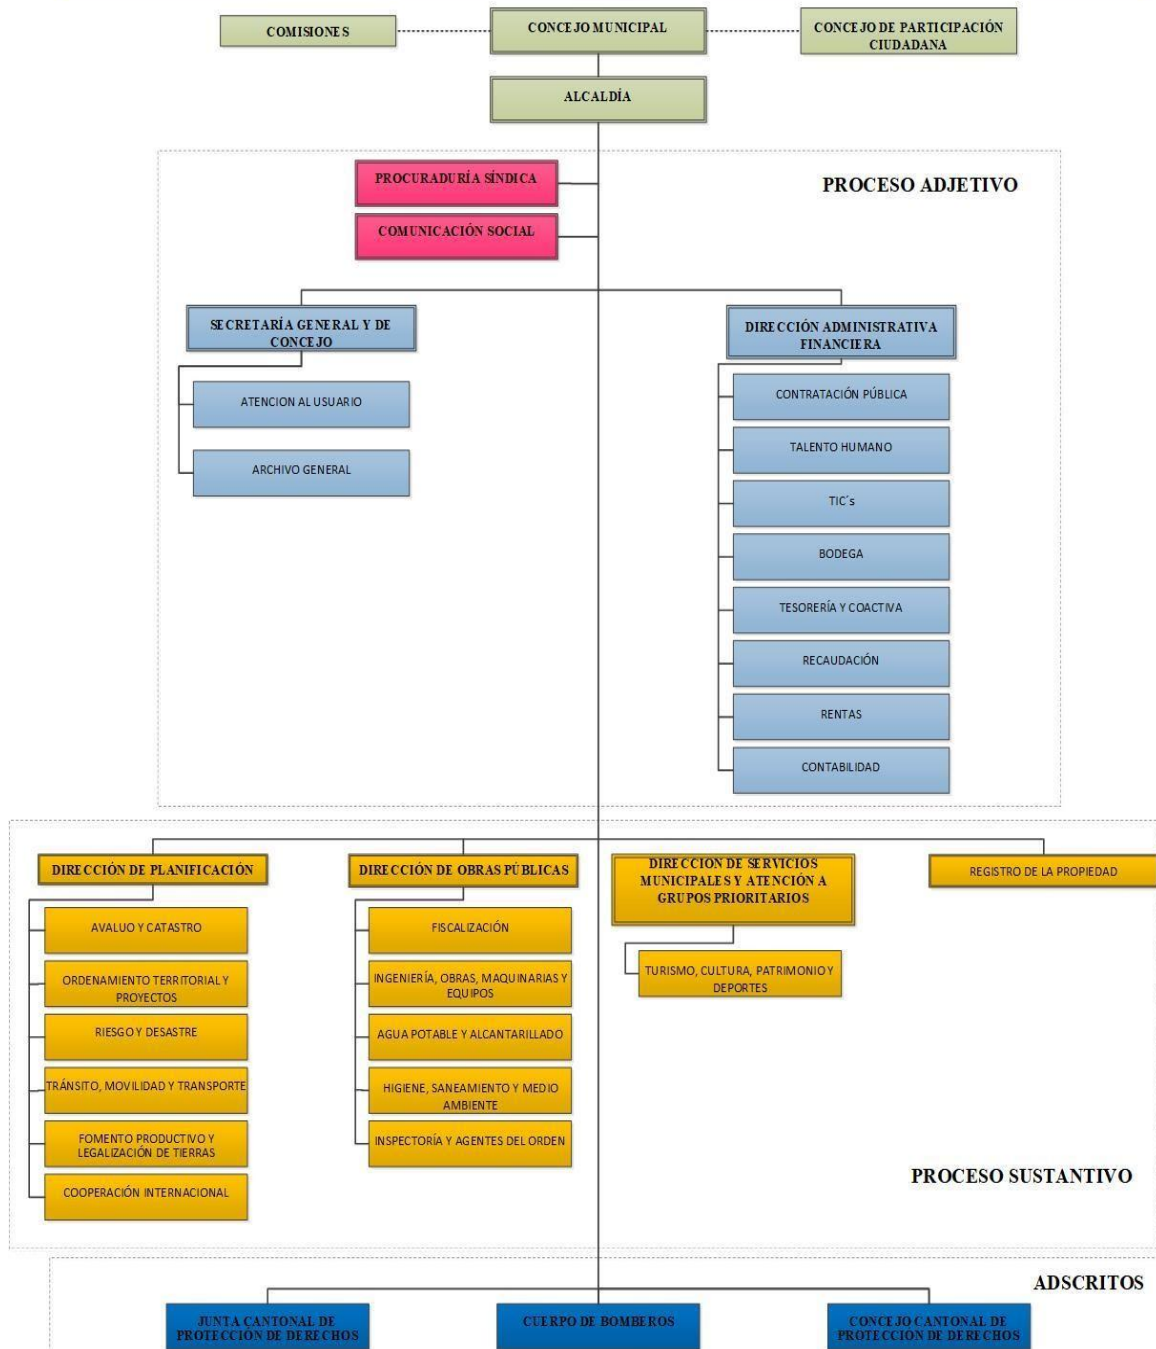 COMISIONES
CONCEJO MUNICIPAL
CONCEJO DE PARTICIPACIÓN
CIUDADANA
ALCALDÍA
PROCESO ADJETIVO
PROCURADURÍA SÍNDICA
COMUNICACIÓN SOCIAL
SECRETARÍA GENERAL Y DE
CONCEJO
ATENCION AL USUARIO
ARCHIVO GENERAL
DIRECCIÓN ADMINISTRATIVA
FINANCIERA
CONTRATACIÓN PÚBLICA
TALENTO HUMANO
TIC´s
BODEGA
TESORERÍA Y COACTIVA
RECAUDACIÓN
RENTAS
CONTABILIDAD
DIRECCIÓN DE PLANIFICACIÓN
AVALUO Y CATASTRO
ORDENAMIENTO TERRITORIAL Y
PROYECTOS
RIESGO Y DESASTRE
TRÁNSITO, MOVILIDAD Y TRANSPORTE
FOMENTO PRODUCTIVO Y
LEGALIZACIÓN DE TIERRAS
COOPERACIÓN INTERNACIONAL
DIRECCIÓN DE OBRAS PÚBLICAS
FISCALIZACIÓN
INGENIERÍA, OBRAS, MAQUINARIAS Y
EQUIPOS
AGUA POTABLE Y ALCANTARILLADO
HIGIENE, SANEAMIENTO Y MEDIO
AMBIENTE
INSPECTORÍA Y AGENTES DEL ORDEN
DIRECCION DE SERVICIOS
MUNICIPALES Y ATENCIÓN A
GRUPOS PRIORITARIOS
TURISMO, CULTURA, PATRIMONIO Y
DEPORTES
REGISTRO DE LA PROPIEDAD
PROCESO SUSTANTIVO
ADSCRITOS
JUNTA CANTONAL DE
PROTECCIÓN DE DERECHOS
CUERPO DE BOMBEROS
CONCEJO CANTONAL DE
PROTECCION DE DERECHOS